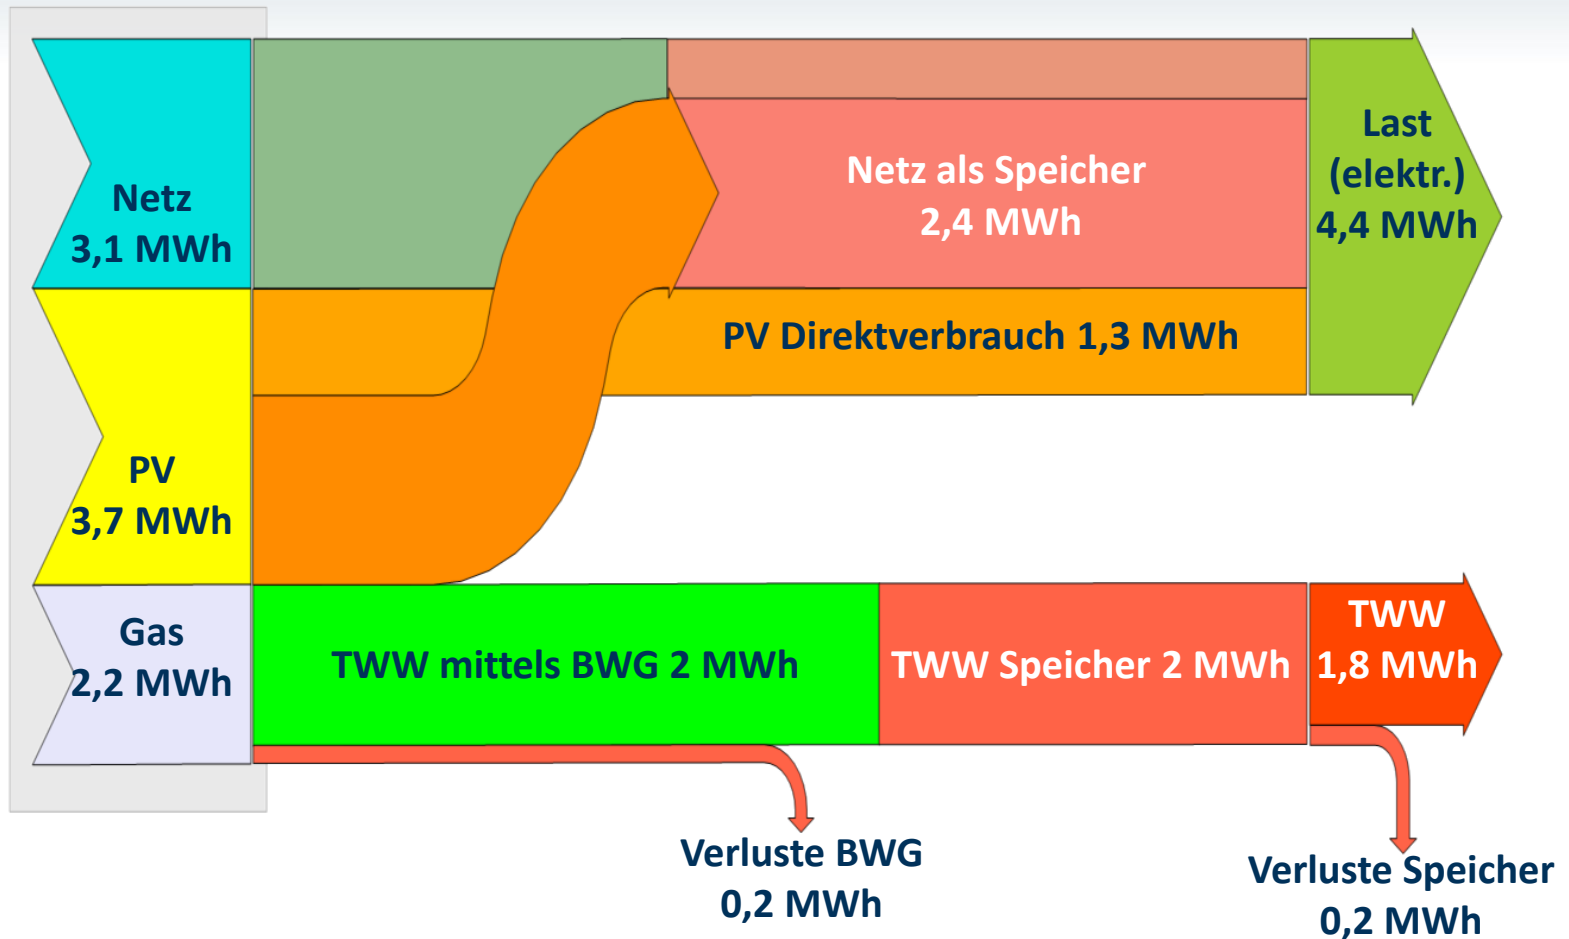 Netz
3,1 MWh
PV
3,7 MWh
Gas
2,2 MWh
Netz als Speicher
2,4 MWh
PV Direktverbrauch 1,3 MWh
Last
(elektr.)
4,4 MWh
TWW mittels BWG 2 MWh
TWW Speicher 2 MWh
TWW
1,8 MWh
Verluste BWG
0,2 MWh
Verluste Speicher
0,2 MWh